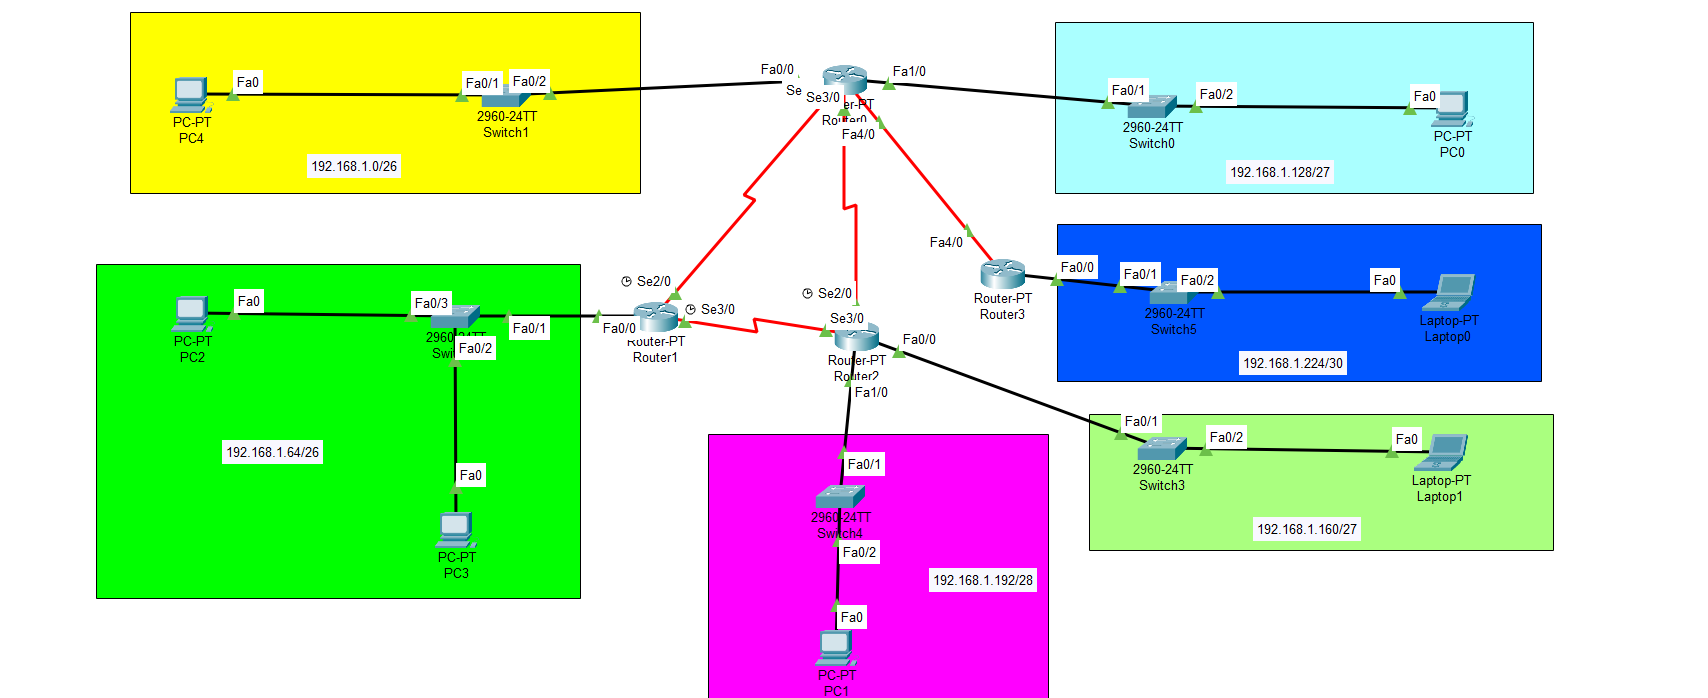 Fa0
Fa0/1
Fa0/2
PC-PT
PC4
2960-24TT
Switch1
192.168.1.0/26
Fa0/0
Se
Se3/0
er-PT
Router0
Fa4/0
Fa1/0
Fa0/1
Fa0/2
Fa0
2960-24TT
Switch0
PC-PT
PC0
192.168.1.128/27
Fa4/0
Router-PT
Router3
Fa0/0
Fa0/1
Fa0/2
Fa0
2960-24TT
Switch5
Laptop-PT
Laptop0
192.168.1.224/30
Fa0
Fa0/3
PC-PT
PC2
Fa0/1
Fa0/2
192.168.1.64/26
Fa0
PC-PT
PC3
Se2/0
Se3/0
Fa0/0
Router-PT
Router1
Se2/0
Se3/0
Fa0/0
Router-PT
Router2
Fa1/0
Fa0/1
2960-24TT
Switch4
Fa0/2
192.168.1.192/28
Fa0
PC-PT
PC1
Fa0/1
Fa0/2
Fa0
2960-24TT
Switch3
Laptop-PT
Laptop1
192.168.1.160/27